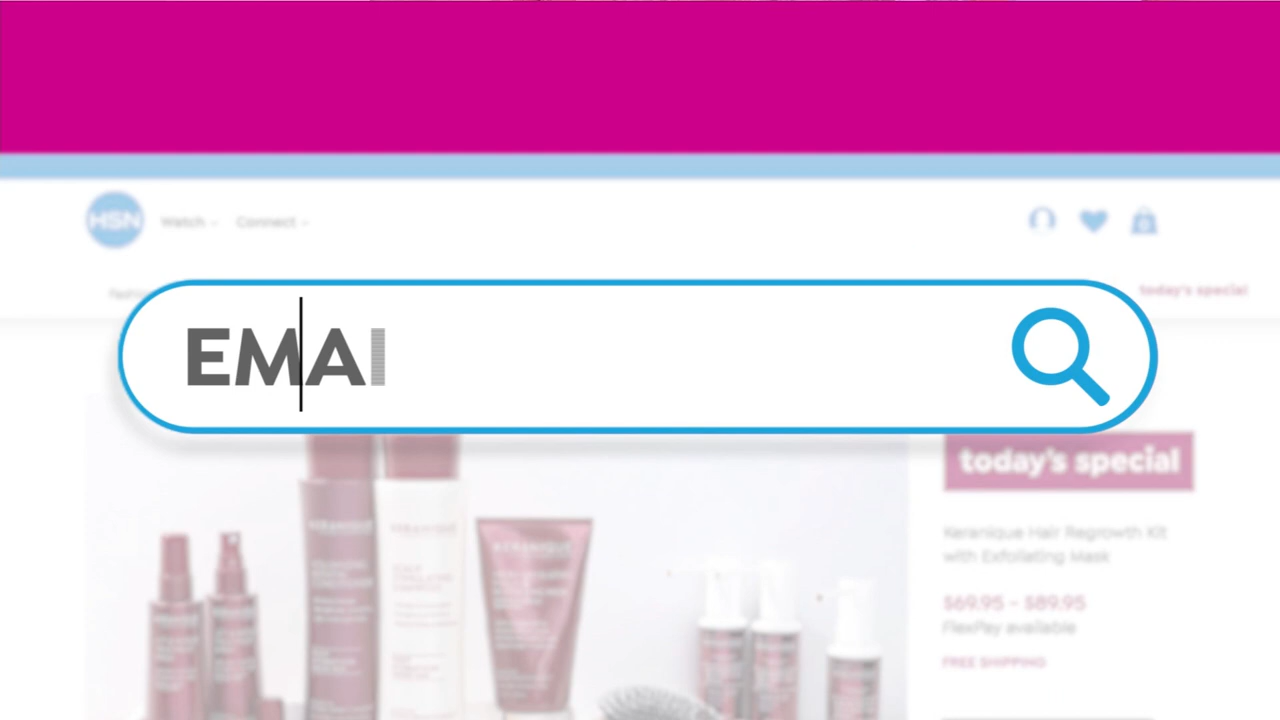 HSN Watch Connect
today's special
EMAI
today's special
Keranique Hair Regrowth Kit
with Exfoliating Mask
$69.95 - $89.95
FlexPay available
FREE SHIPPING